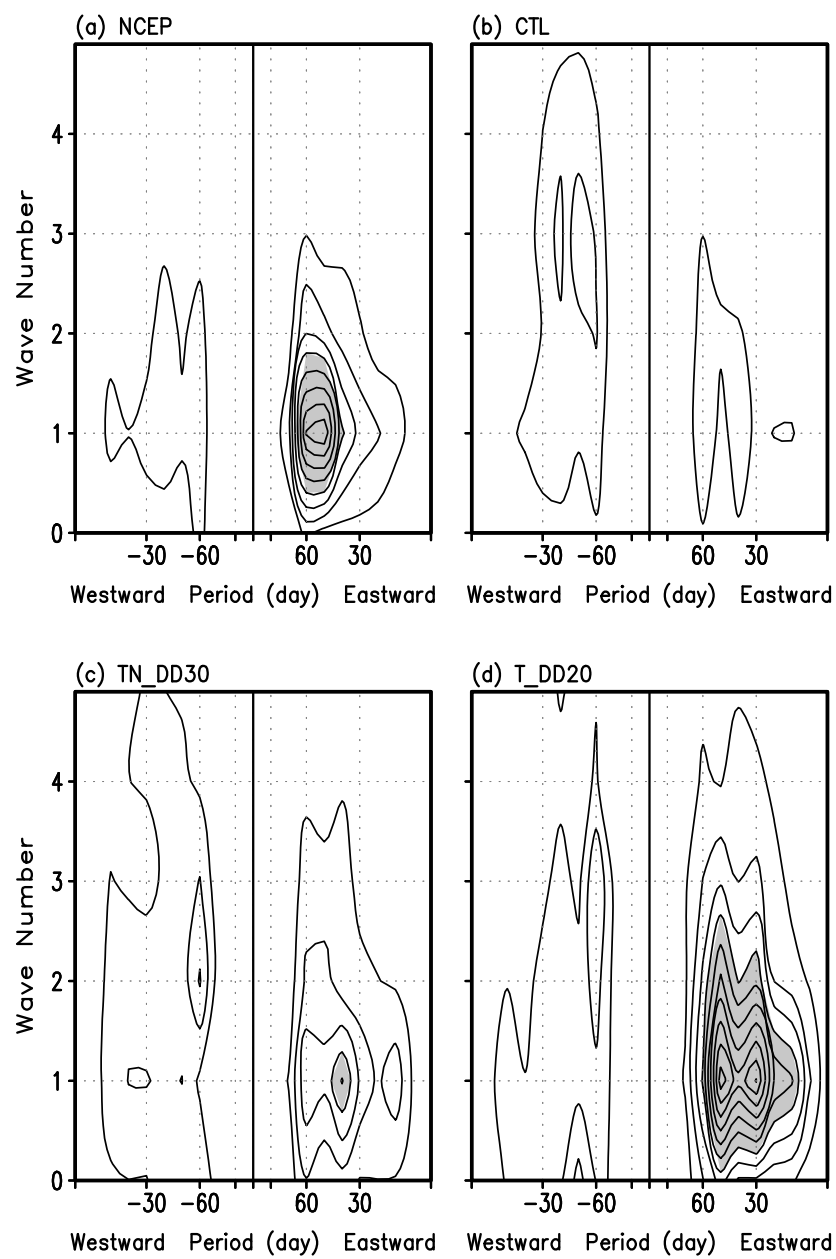 (a) NCEP
(b) CTL
Wave Number
4
3
2
1
0
-30 -60 60 30
-30 -60 60 30
Westward Period (day) Eastward
Westward Period (day) Eastward
(c) TN_DD30
(d) T_DD20
Wave Number
4
3
2
1
0
-30 -60 60 30
-30 -60 60 30
Westward Period (day) Eastward
Westward Period (day) Eastward